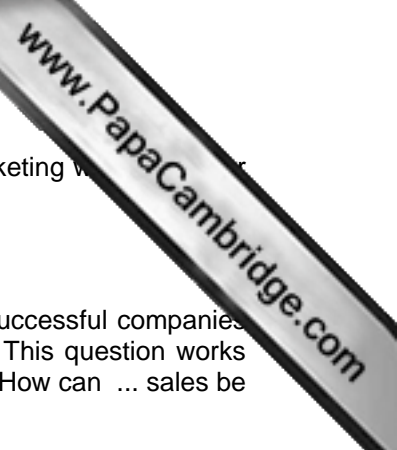 www.PapaCambridge.com
keting
uccessful companies
This question works
How can ... sales be